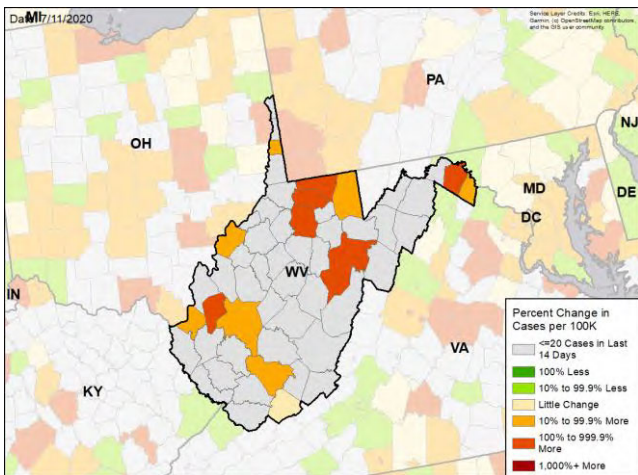 Date: 7/11/2020
Service Layer Credits: Esri, HERE,
Garmin, (c) OpenStreetMap contributors,
and the GIS user community
MI
PA
OH
NJ
MD
DE
DC
WV
IN
VA
KY
Percent Change in
Cases per 100K
<=20 Cases in Last
14 Days
100% Less
10% to 99.9% Less
Little Change
10% to 99.9% More
100% to 999.9%
More
1,000%+ More